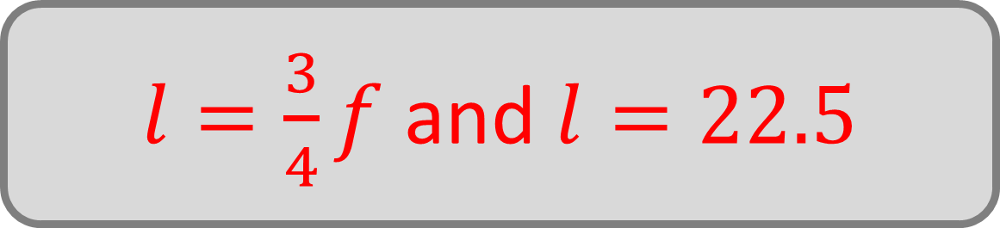 l = 3/4 f and l = 22.5